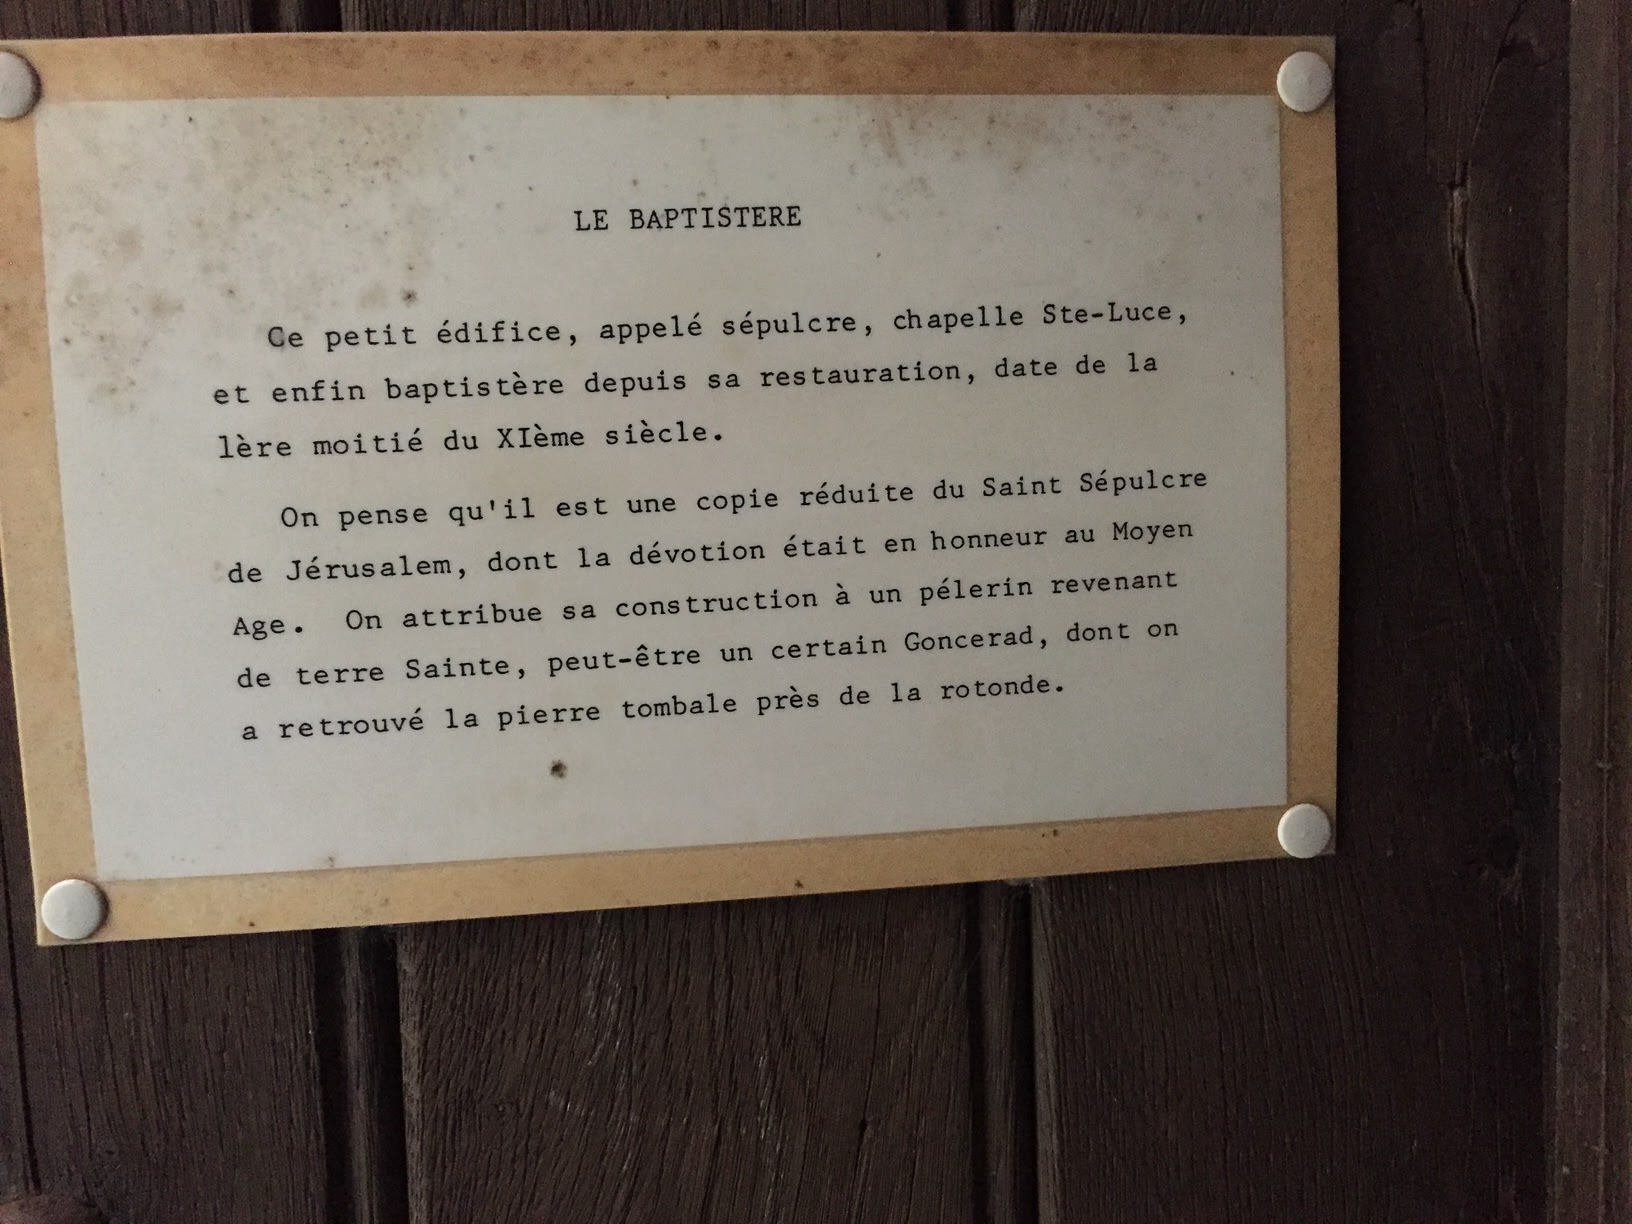 LE BAPTISTERE
Ce petit édifice, appelé sépulcre, chapelle Ste-Luce,
et enfin baptistère depuis sa restauration, date de la
lère moitié du XIème siècle.
On pense qu'il est une copie réduite du Saint Sépulcre
de Jérusalem, dont la dévotion était en honneur au Moyen
Age. On attribue sa construction à un pélerin revenant
de terre Sainte, peut-être un certain Goncerad, dont on
a retrouvé la pierre tombale près de la rotonde.